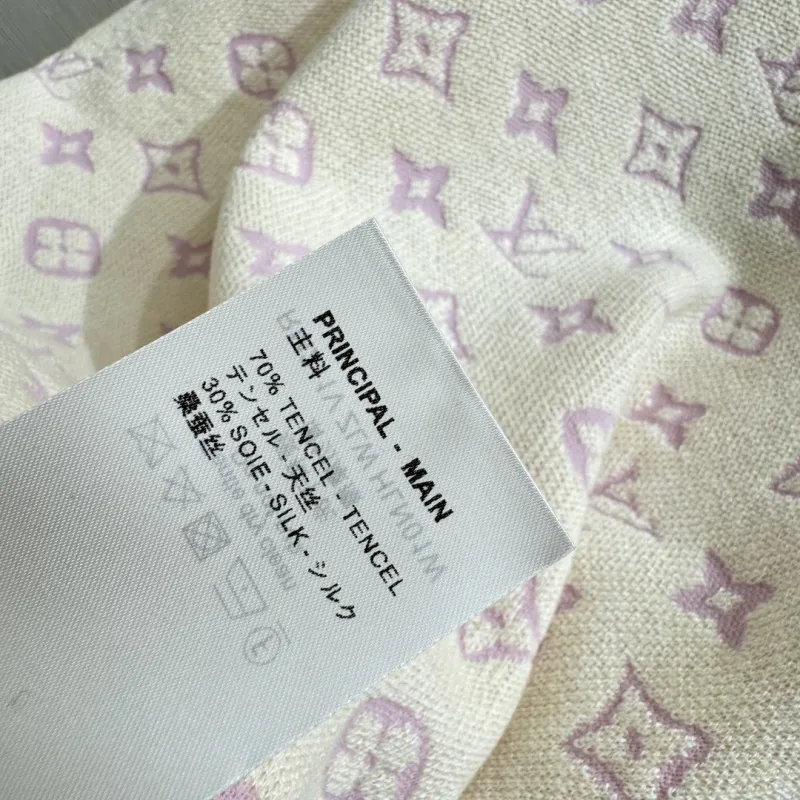 PRINCIPAL - MAIN
主料
70% TENCEL - TENCEL
テンセル - 天丝
30% SOIE - SILK - シルク
桑蚕丝